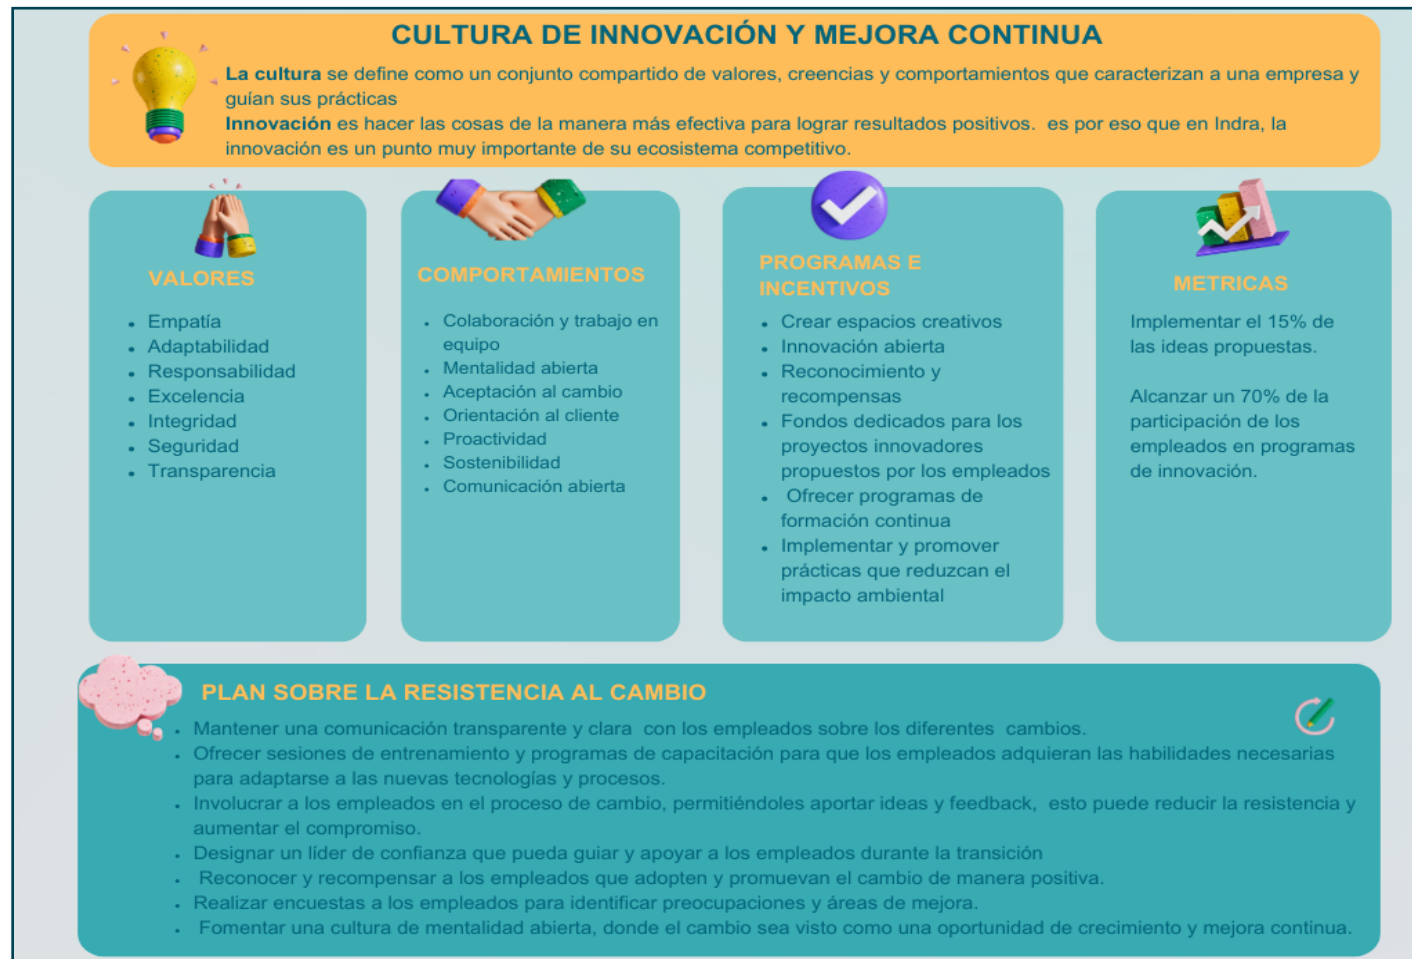 CULTURA DE INNOVACIÓN Y MEJORA CONTINUA
La cultura se define como un conjunto compartido de valores, creencias y comportamientos que caracterizan a una empresa y
guían sus prácticas
Innovación es hacer las cosas de la manera más efectiva para lograr resultados positivos.  es por eso que en Indra, la
innovación es un punto muy importante de su ecosistema competitivo.
VALORES
• Empatía
• Adaptabilidad
• Responsabilidad
• Excelencia
• Integridad
• Seguridad
• Transparencia
COMPORTAMIENTOS
• Colaboración y trabajo en
equipo
• Mentalidad abierta
• Aceptación al cambio
• Orientación al cliente
• Proactividad
• Sostenibilidad
• Comunicación abierta
PROGRAMAS E
INCENTIVOS
• Crear espacios creativos
• Innovación abierta
• Reconocimiento y
recompensas
• Fondos dedicados para los
proyectos innovadores
propuestos por los empleados
• Ofrecer programas de
formación continua
• Implementar y promover
prácticas que reduzcan el
impacto ambiental
METRICAS
Implementar el 15% de
las ideas propuestas.
Alcanzar un 70% de la
participación de los
empleados en programas
de innovación.
PLAN SOBRE LA RESISTENCIA AL CAMBIO
• Mantener una comunicación transparente y clara  con los empleados sobre los diferentes  cambios.
• Ofrecer sesiones de entrenamiento y programas de capacitación para que los empleados adquieran las habilidades necesarias
para adaptarse a las nuevas tecnologías y procesos.
• Involucrar a los empleados en el proceso de cambio, permitiéndoles aportar ideas y feedback,  esto puede reducir la resistencia y
aumentar el compromiso.
• Designar un líder de confianza que pueda guiar y apoyar a los empleados durante la transición
• Reconocer y recompensar a los empleados que adopten y promuevan el cambio de manera positiva.
• Realizar encuestas a los empleados para identificar preocupaciones y áreas de mejora.
• Fomentar una cultura de mentalidad abierta, donde el cambio sea visto como una oportunidad de crecimiento y mejora continua.